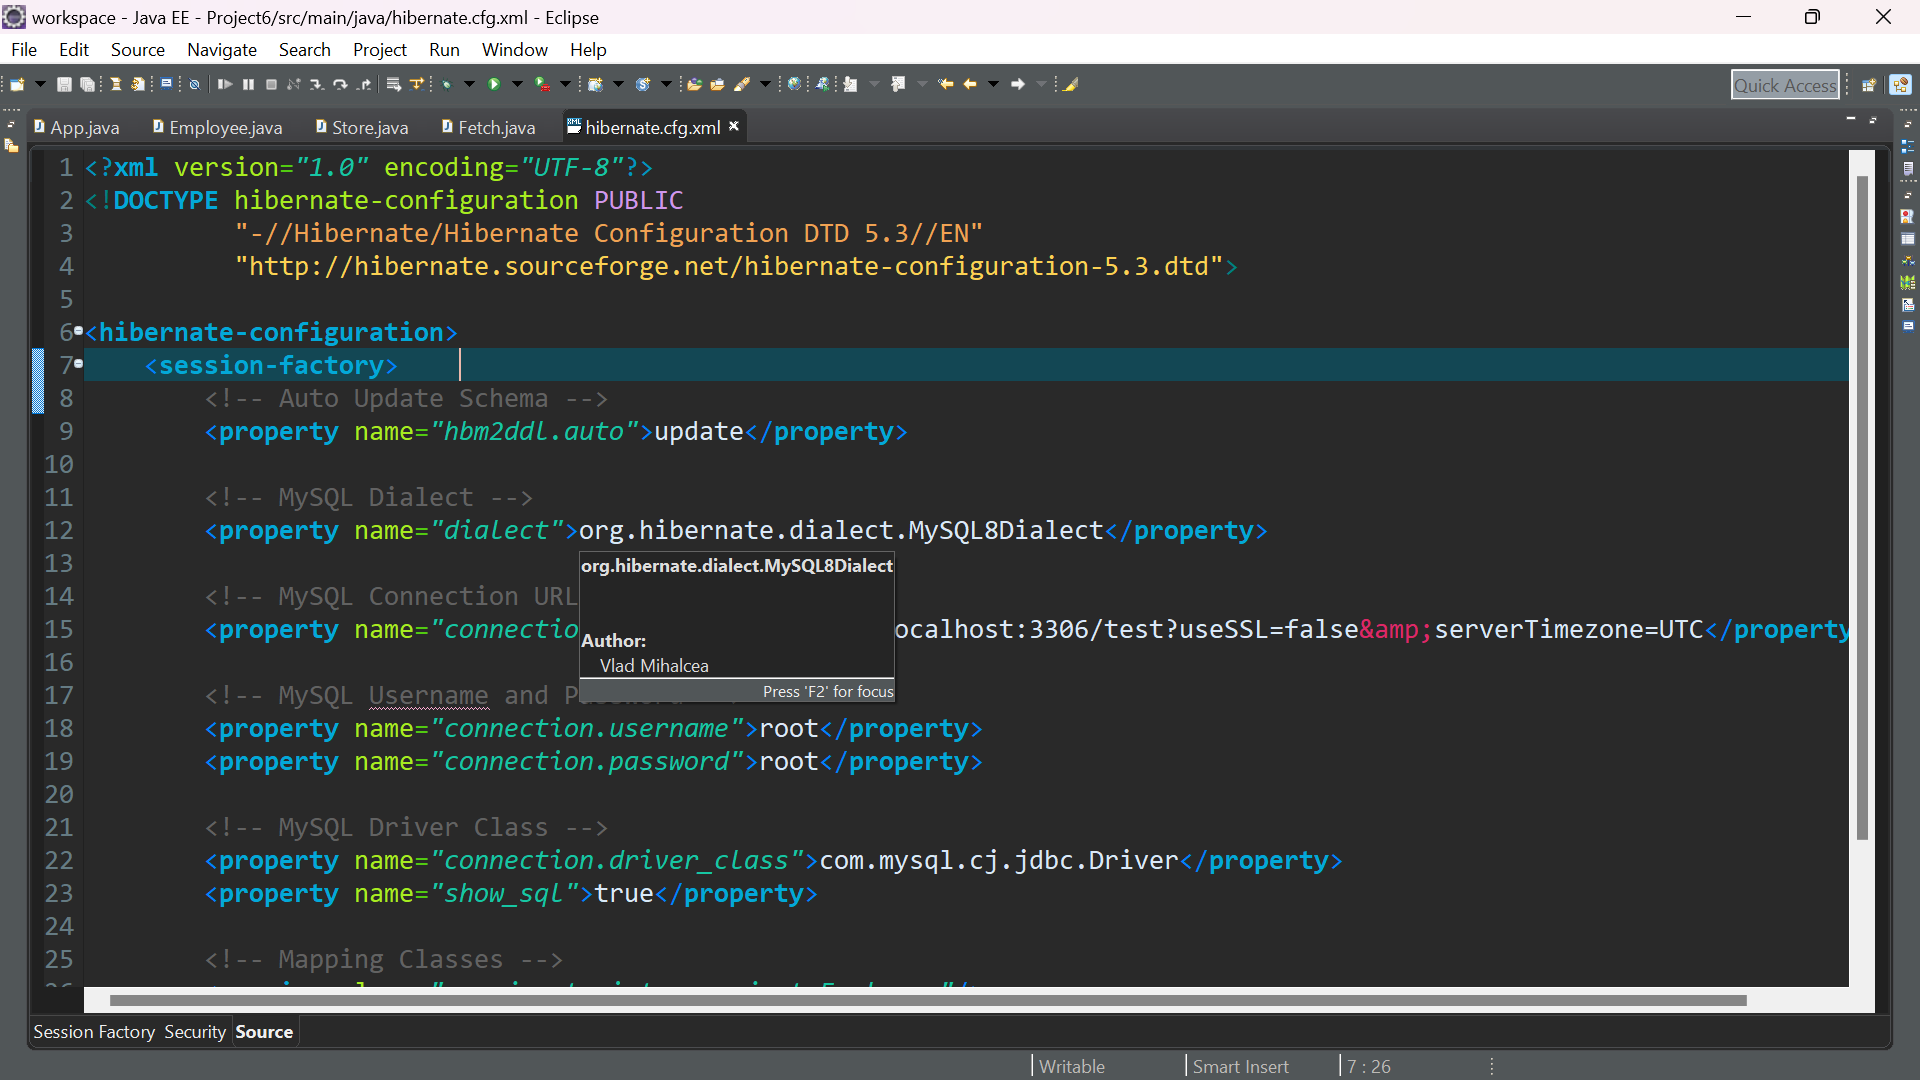 workspace - Java EE - Project6/src/main/java/hibernate.cfg.xml - Eclipse
File Edit Source Navigate Search Project Run Window Help
Quick Access
App.java Employee.java Store.java Fetch.java hibernate.cfg.xml
1 <?xml version="1.0" encoding="UTF-8"?>
2 <!DOCTYPE hibernate-configuration PUBLIC
3 "-//Hibernate/Hibernate Configuration DTD 5.3//EN"
4 "http://hibernate.sourceforge.net/hibernate-configuration-5.3.dtd">
5
6 <hibernate-configuration>
7 <session-factory>
8 <!-- Auto Update Schema -->
9 <property name="hbm2ddl.auto">update</property>
10
11 <!-- MySQL Dialect -->
12 <property name="dialect">org.hibernate.dialect.MySQL8Dialect</property>
13
org.hibernate.dialect.MySQL8Dialect
14 <!-- MySQL Connection URL
15 <property name="connectio ocalhost:3306/test?useSSL=false&amp;serverTimezone=UTC</property
Author:
Vlad Mihalcea
Press 'F2' for focus
16
17 <!-- MySQL Username and P
18 <property name="connection.username">root</property>
19 <property name="connection.password">root</property>
20
21 <!-- MySQL Driver Class -->
22 <property name="connection.driver_class">com.mysql.cj.jdbc.Driver</property>
23 <property name="show_sql">true</property>
24
25 <!-- Mapping Classes -->
Session Factory Security Source
Writable Smart Insert 7 : 26